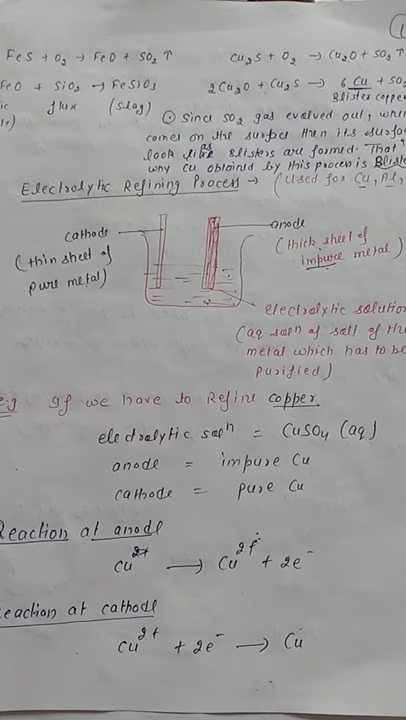 FeS + O2 → FeO + SO2 ↑ Cu2S + O2 → Cu2O + SO2 ↑
FeO + SiO2 → FeSiO3 2Cu2O + Cu2S → 6 Cu + SO2
flux (slag) Blister copper
⊙ since SO2 gas evolved out, when
comes on the surface then its surfa
look like as Blisters are formed. That
why Cu obtained by this process is Bliste
Electrolytic Refining Process → (used for Cu, Al,
cathode anode
(thin sheet of (thick sheet of
pure metal) impure metal)
electrolytic solution
(aq soln of salt of the
metal which has to be
purified)
e.g If we have to Refine copper
electrolytic soln = CuSO4 (aq)
anode = impure Cu
cathode = pure Cu
Reaction at anode
Cu2+ → Cu2+ + 2e-
Reaction at cathode
Cu2+ + 2e- → Cu